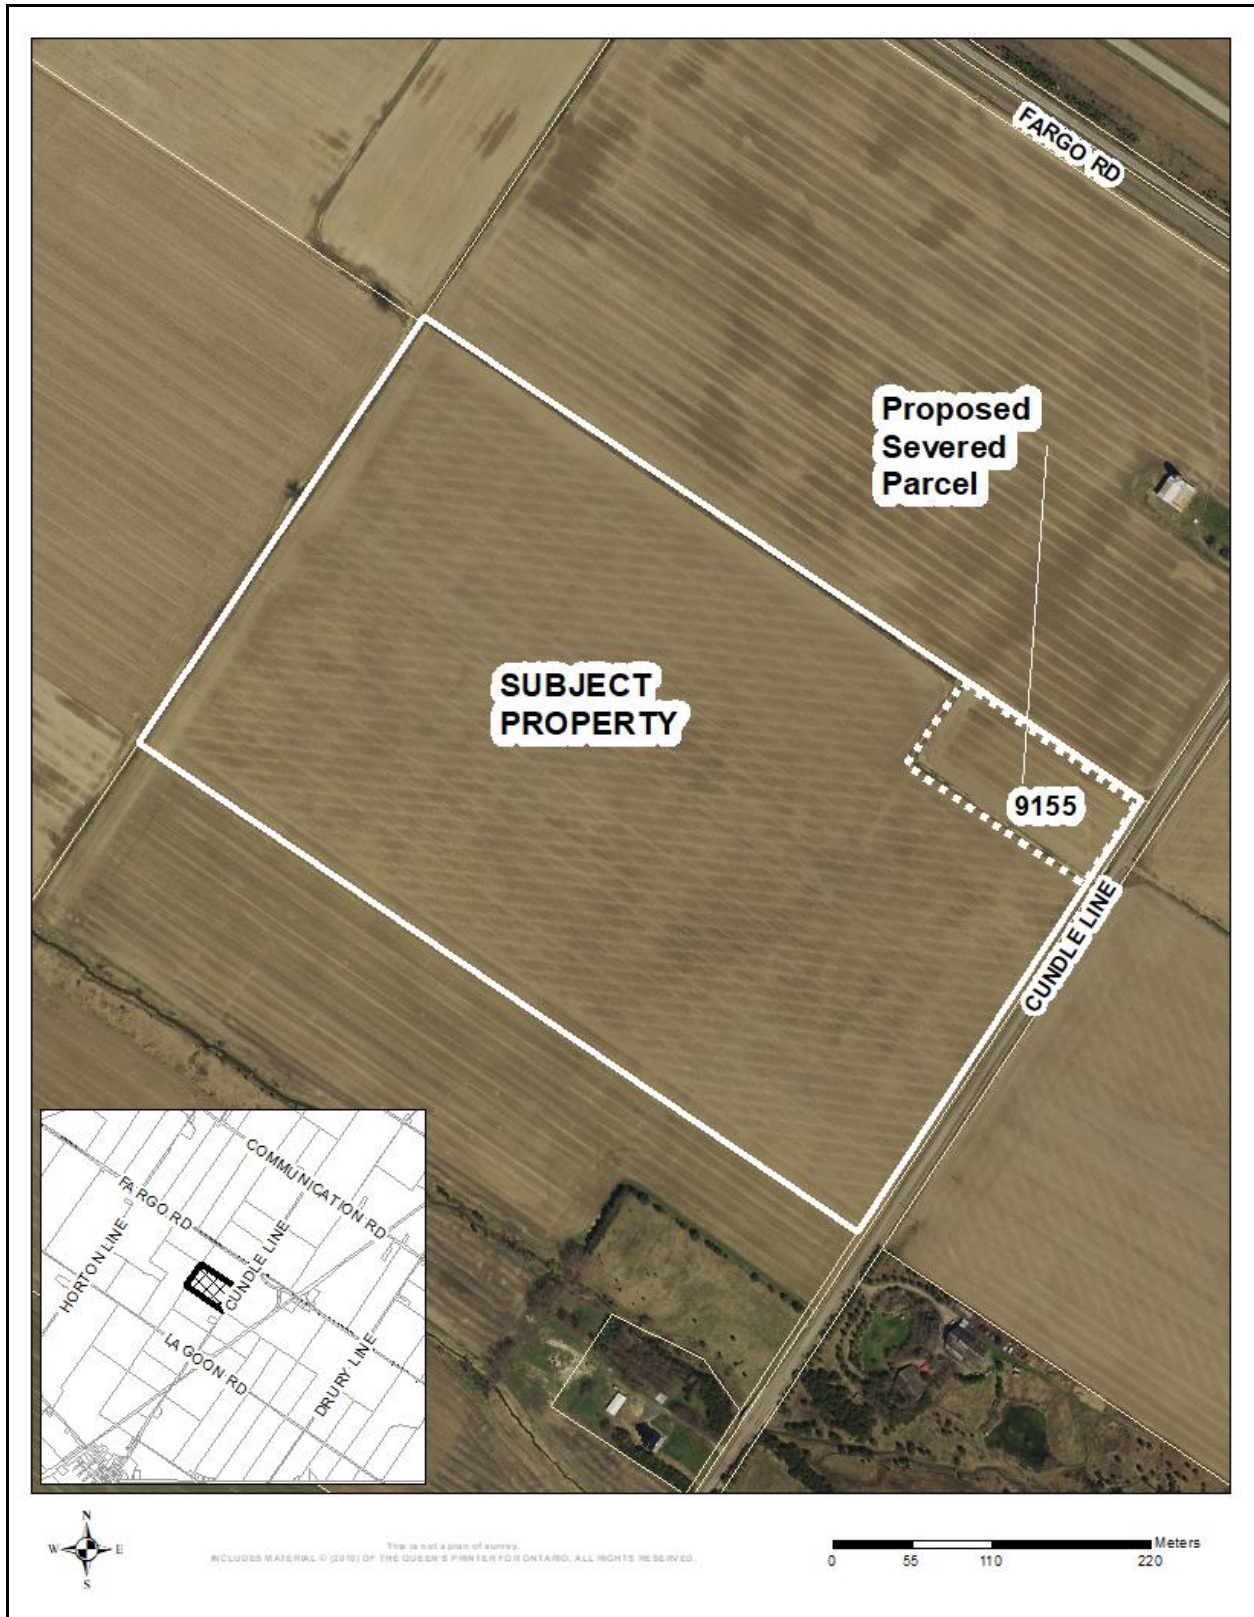 FARGO RD
Proposed
Severed
Parcel
SUBJECT
PROPERTY
9155
CUNDLE LINE
COMMUNICATION RD
FARGO RD
HORTON LINE
CUNDLE LINE
LAGOON RD
DRURY LINE
N
W E
S
This is not a plan of survey.
INCLUDES MATERIAL © (2010) OF THE QUEEN'S PRINTER FOR ONTARIO. ALL RIGHTS RESERVED.
Meters
0 55 110 220